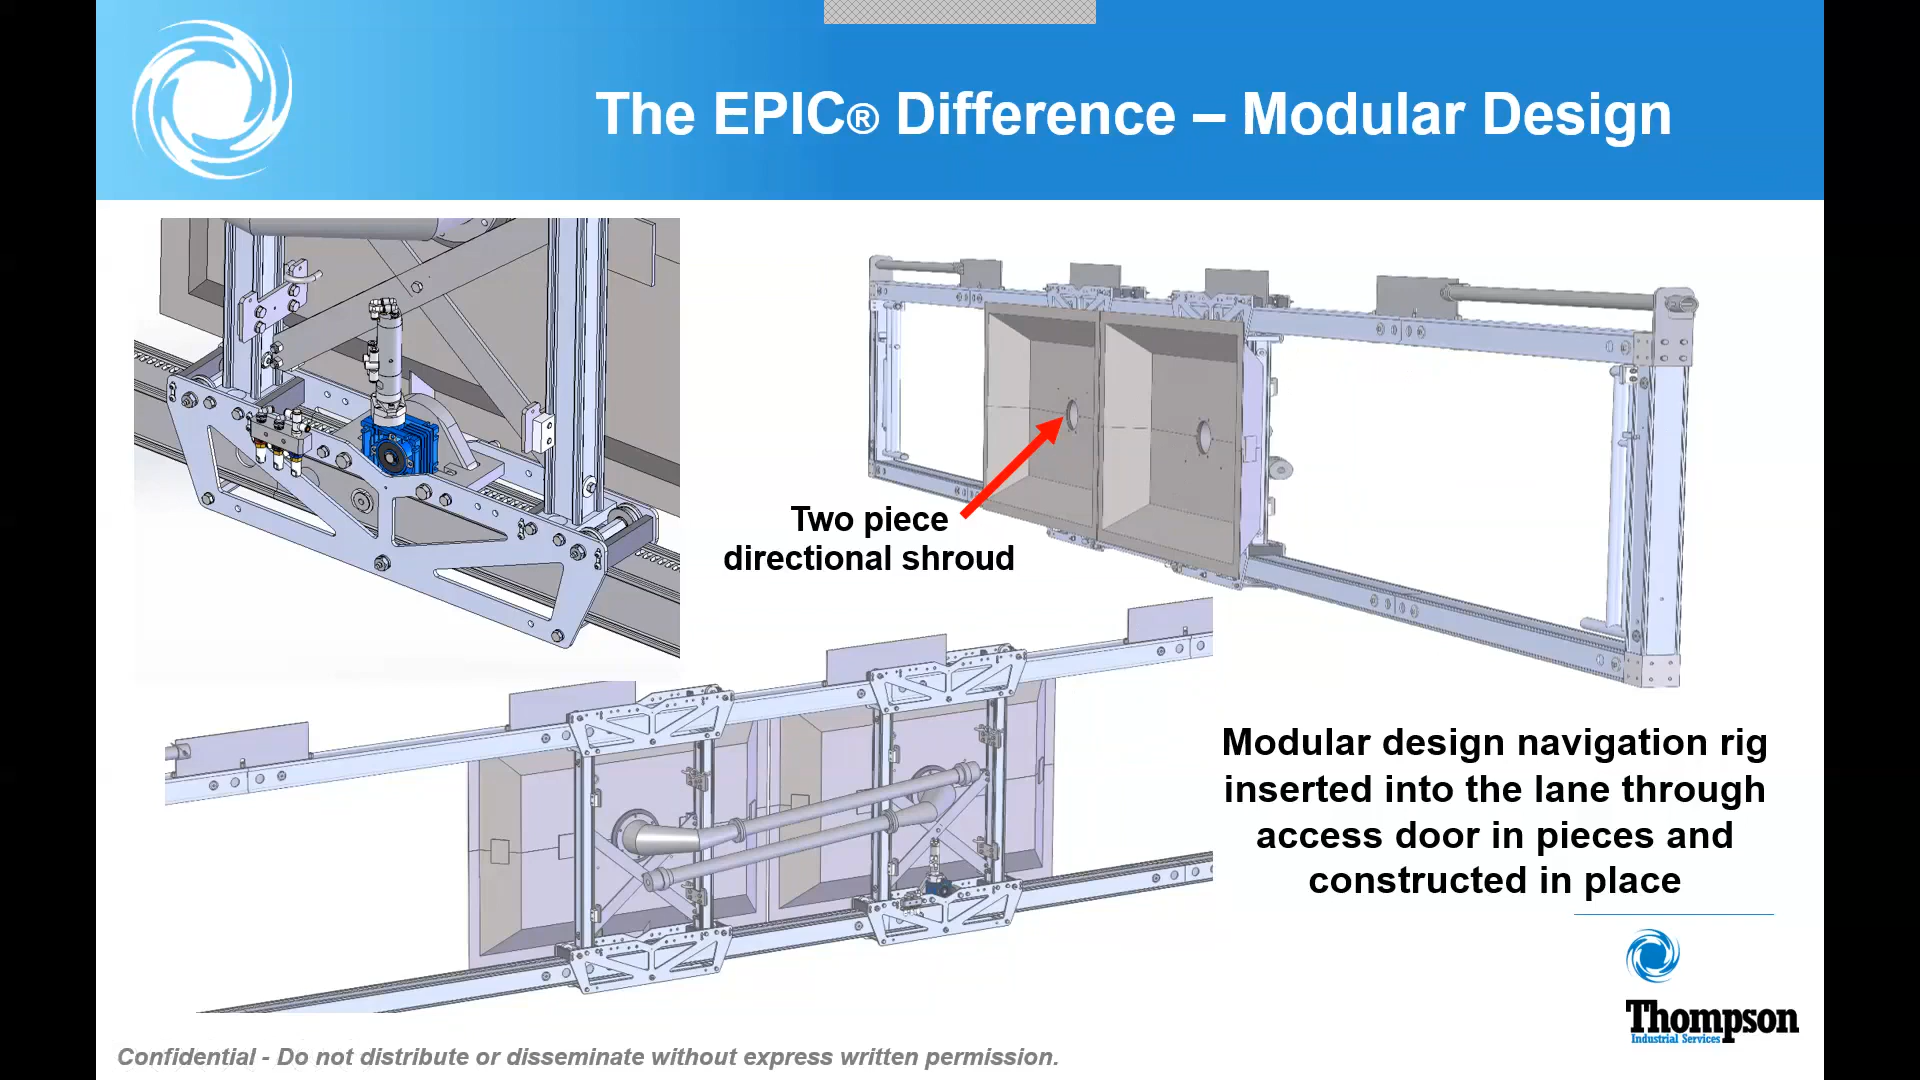 The EPIC® Difference – Modular Design
Two piece
directional shroud
Modular design navigation rig
inserted into the lane through
access door in pieces and
constructed in place
Thompson
Industrial Services
Confidential - Do not distribute or disseminate without express written permission.